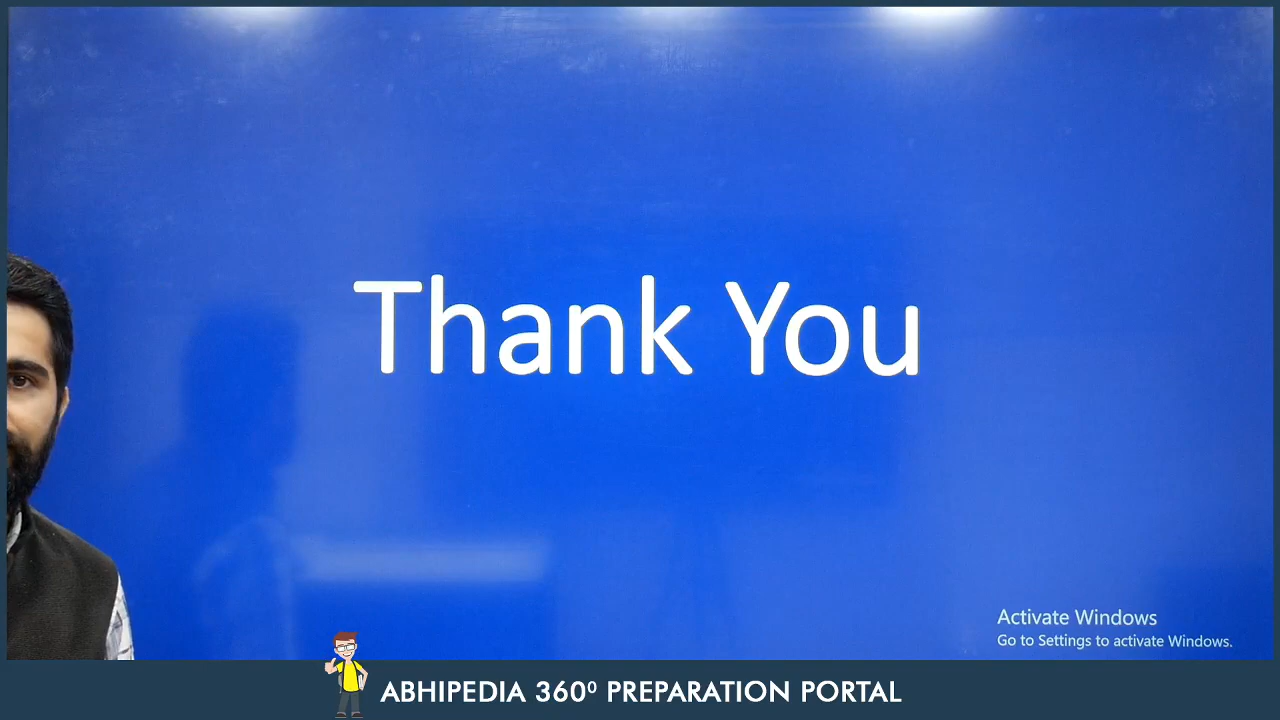 Thank You
Activate Windows
Go to Settings to activate Windows.
ABHIPEDIA 360⁰ PREPARATION PORTAL